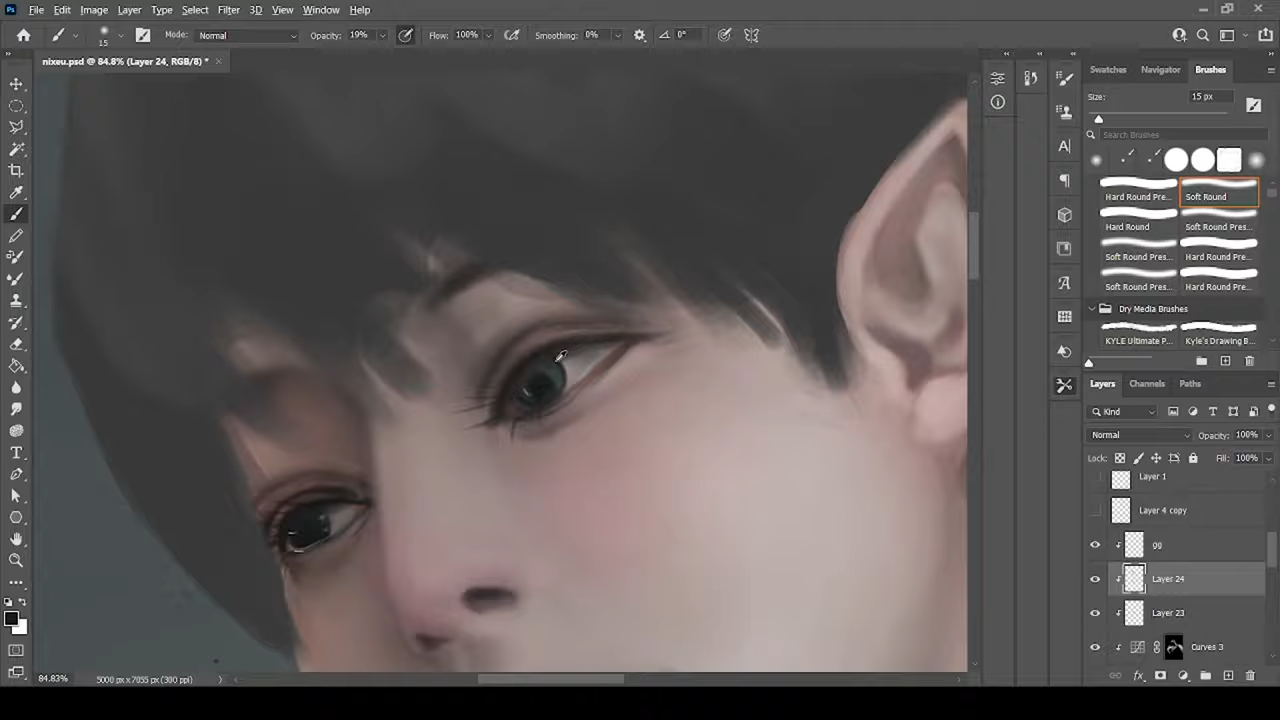 Ps File Edit Image Layer Type Select Filter 3D View Window Help
15 Mode: Normal Opacity: 19% Flow: 100% Smoothing: 0% 0°
nixeu.psd @ 84.8% (Layer 24, RGB/8) *
Swatches Navigator Brushes
Size: 15 px
Search Brushes
Hard Round Pre... Soft Round
Hard Round Soft Round Pres...
Soft Round Pres... Hard Round Pres...
Soft Round Pres... Hard Round Pres...
Dry Media Brushes
KYLE Ultimate P... Kyle's Drawing B...
Layers Channels Paths
Kind
Normal Opacity: 100%
Lock: Fill: 100%
Layer 1
Layer 4 copy
gg
Layer 24
Layer 23
Curves 3
84.83% 5000 px x 7055 px (300 ppi)